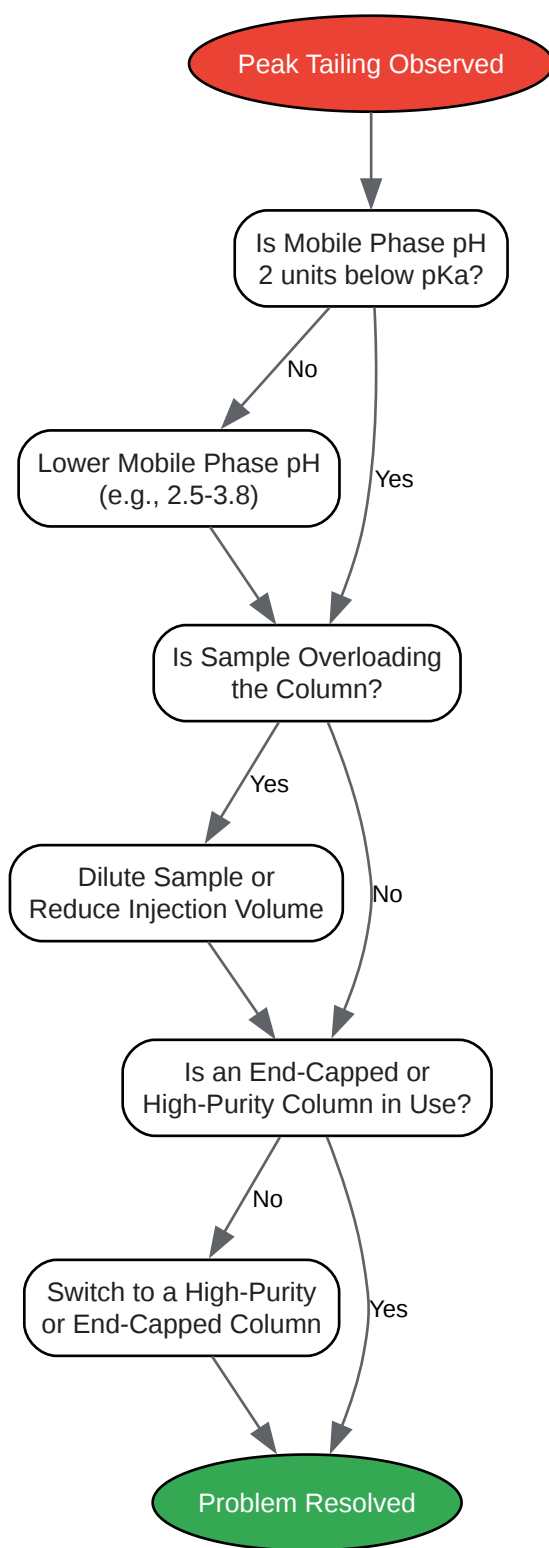 Peak Tailing Observed
Is Mobile Phase pH
2 units below pKa?
No
Lower Mobile Phase pH
(e.g., 2.5-3.8)
Yes
Is Sample Overloading
the Column?
Yes
Dilute Sample or
Reduce Injection Volume
No
Is an End-Capped or
High-Purity Column in Use?
No
Switch to a High-Purity
or End-Capped Column
Yes
Problem Resolved